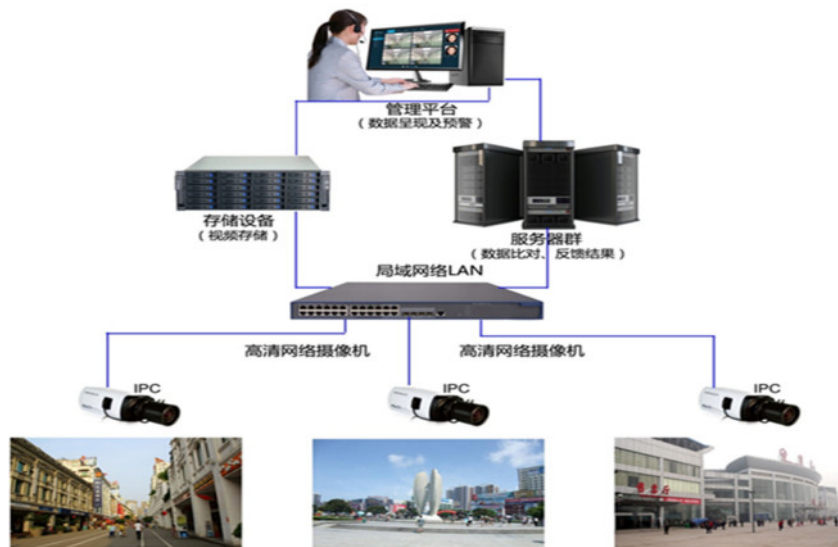 管理平台
（数据呈现及预警）
存储设备
（视频存储）
服务器群
（数据比对、反馈结果）
局域网络LAN
高清网络摄像机
高清网络摄像机
IPC
IPC
IPC